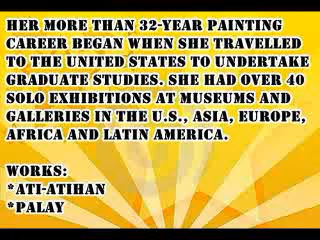 HER MORE THAN 32-YEAR PAINTING
CAREER BEGAN WHEN SHE TRAVELLED
TO THE UNITED STATES TO UNDERTAKE
GRADUATE STUDIES. SHE HAD OVER 40
SOLO EXHIBITIONS AT MUSEUMS AND
GALLERIES IN THE U.S., ASIA, EUROPE,
AFRICA AND LATIN AMERICA.

WORKS:
*ATI-ATIHAN
*PALAY